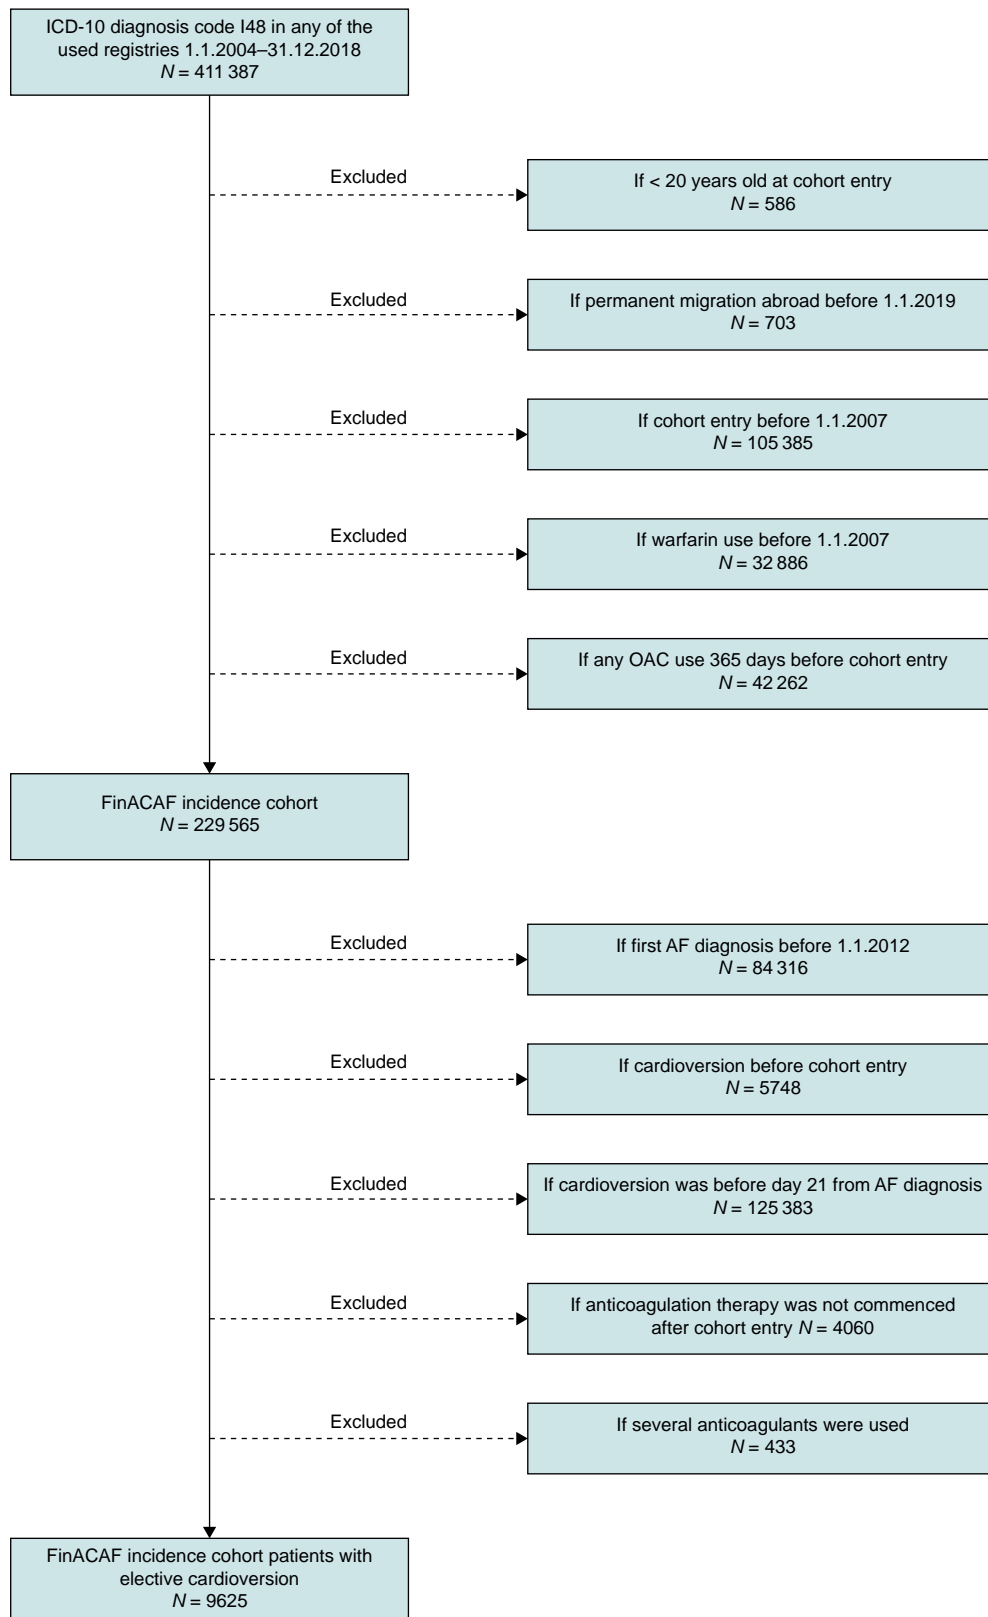 ICD-10 diagnosis code I48 in any of the
used registries 1.1.2004–31.12.2018
N = 411 387
Excluded
If < 20 years old at cohort entry
N = 586
Excluded
If permanent migration abroad before 1.1.2019
N = 703
Excluded
If cohort entry before 1.1.2007
N = 105 385
Excluded
If warfarin use before 1.1.2007
N = 32 886
Excluded
If any OAC use 365 days before cohort entry
N = 42 262
FinACAF incidence cohort
N = 229 565
Excluded
If first AF diagnosis before 1.1.2012
N = 84 316
Excluded
If cardioversion before cohort entry
N = 5748
Excluded
If cardioversion was before day 21 from AF diagnosis
N = 125 383
Excluded
If anticoagulation therapy was not commenced
after cohort entry N = 4060
Excluded
If several anticoagulants were used
N = 433
FinACAF incidence cohort patients with
elective cardioversion
N = 9625